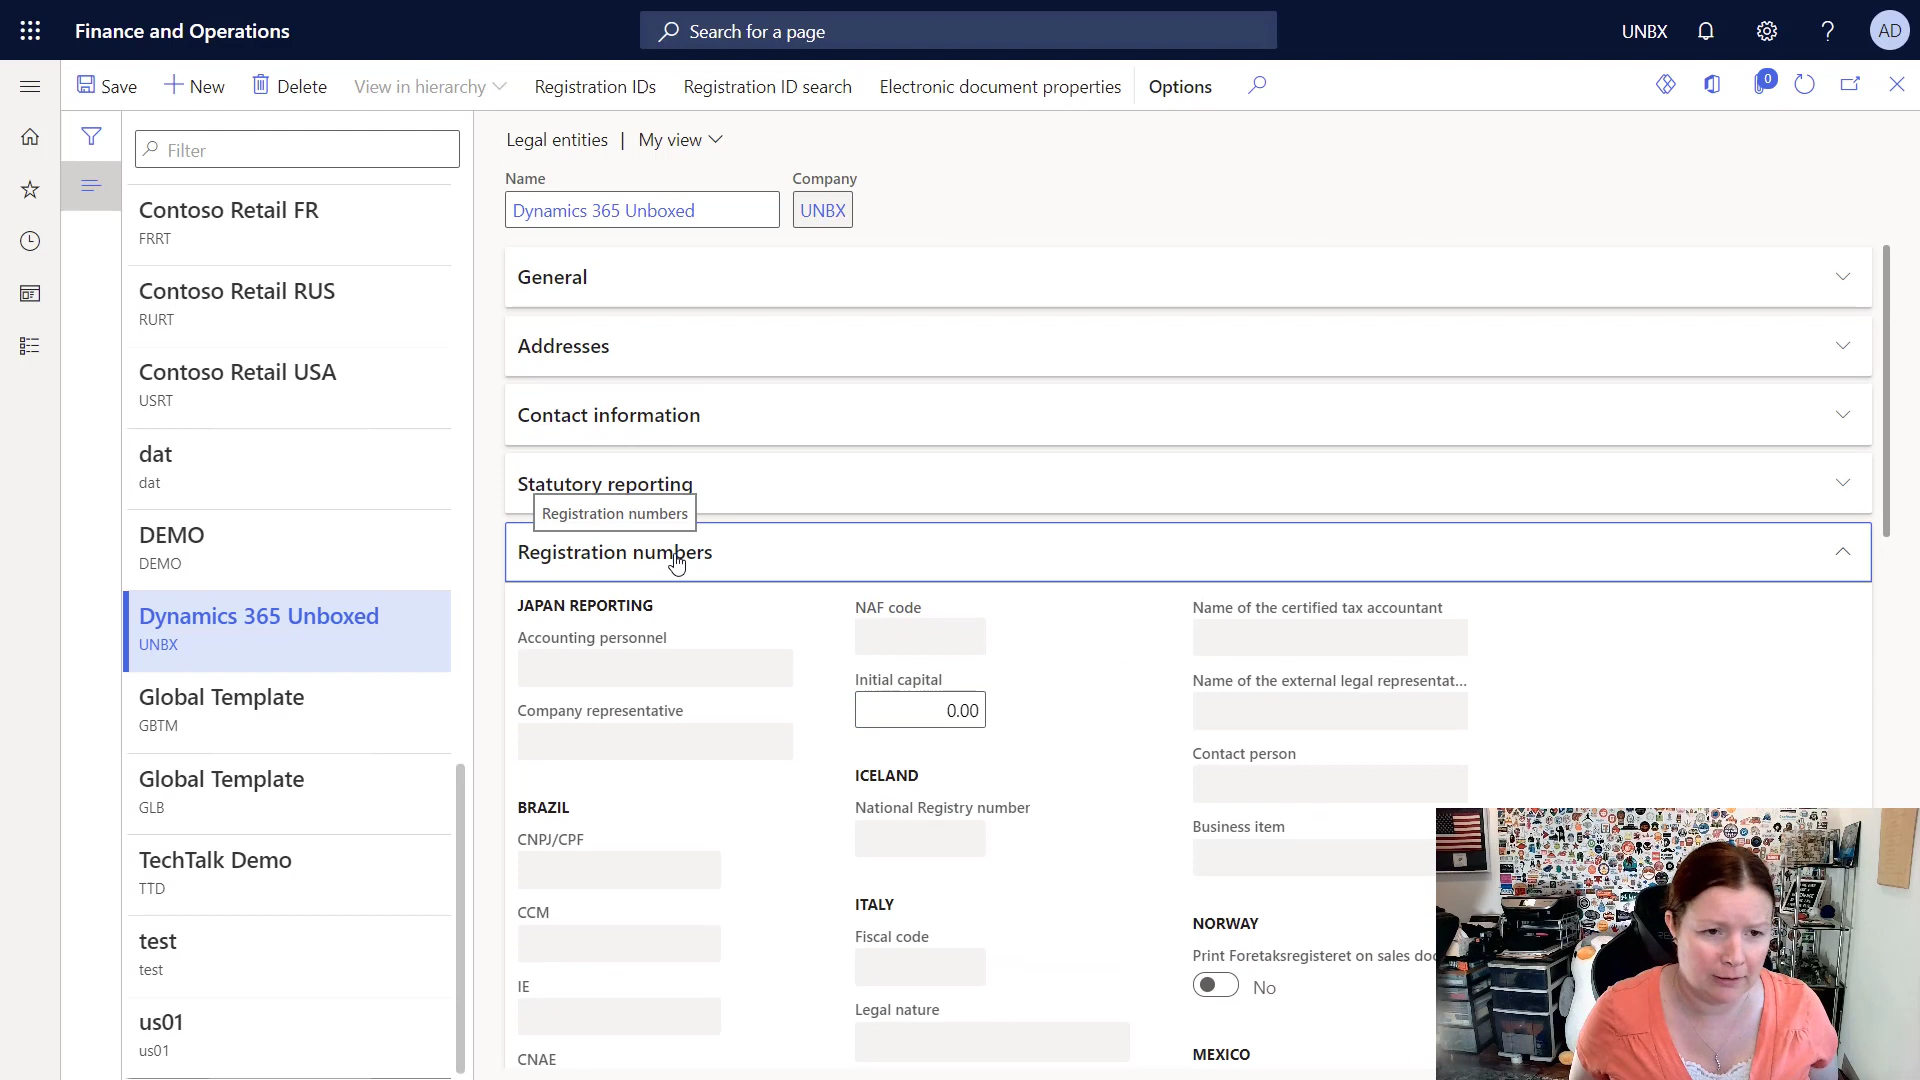 Finance and Operations
Search for a page
UNBX
?
AD
Save
New
Delete
View in hierarchy
Registration IDs
Registration ID search
Electronic document properties
Options
0
Filter
Contoso Retail FR
FRRT
Contoso Retail RUS
RURT
Contoso Retail USA
USRT
dat
dat
DEMO
DEMO
Dynamics 365 Unboxed
UNBX
Global Template
GBTM
Global Template
GLB
TechTalk Demo
TTD
test
test
us01
us01
Legal entities | My view
Name
Dynamics 365 Unboxed
Company
UNBX
General
Addresses
Contact information
Statutory reporting
Registration numbers
Registration numbers
JAPAN REPORTING
Accounting personnel
Company representative
BRAZIL
CNPJ/CPF
CCM
IE
CNAE
NAF code
Initial capital
0.00
ICELAND
National Registry number
ITALY
Fiscal code
Legal nature
Name of the certified tax accountant
Name of the external legal representat...
Contact person
Business item
NORWAY
Print Foretaksregisteret on sales doc
No
MEXICO